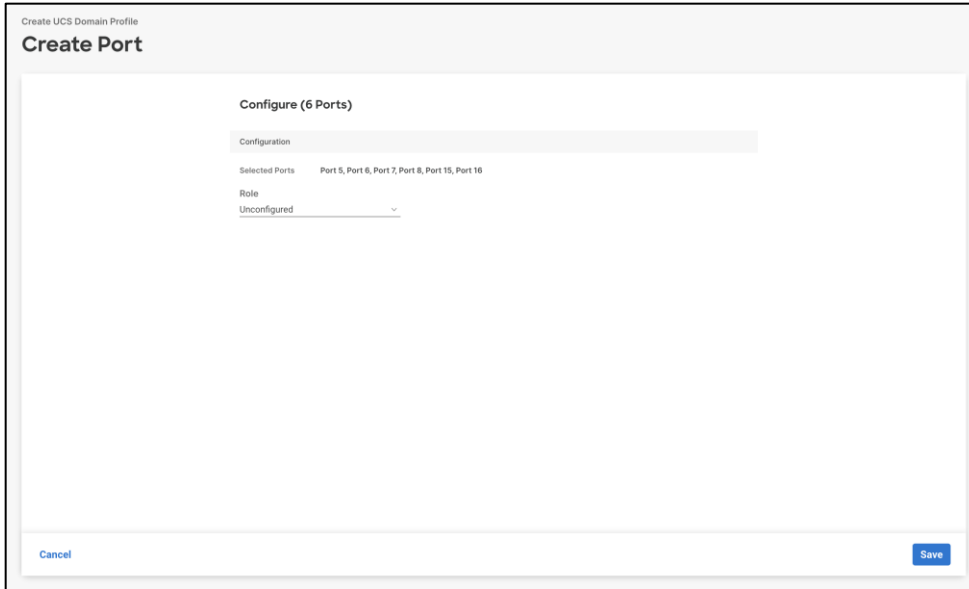 Create UCS Domain Profile
Create Port
Configure (6 Ports)
Configuration
Selected Ports Port 5, Port 6, Port 7, Port 8, Port 15, Port 16
Role
Unconfigured
Cancel Save